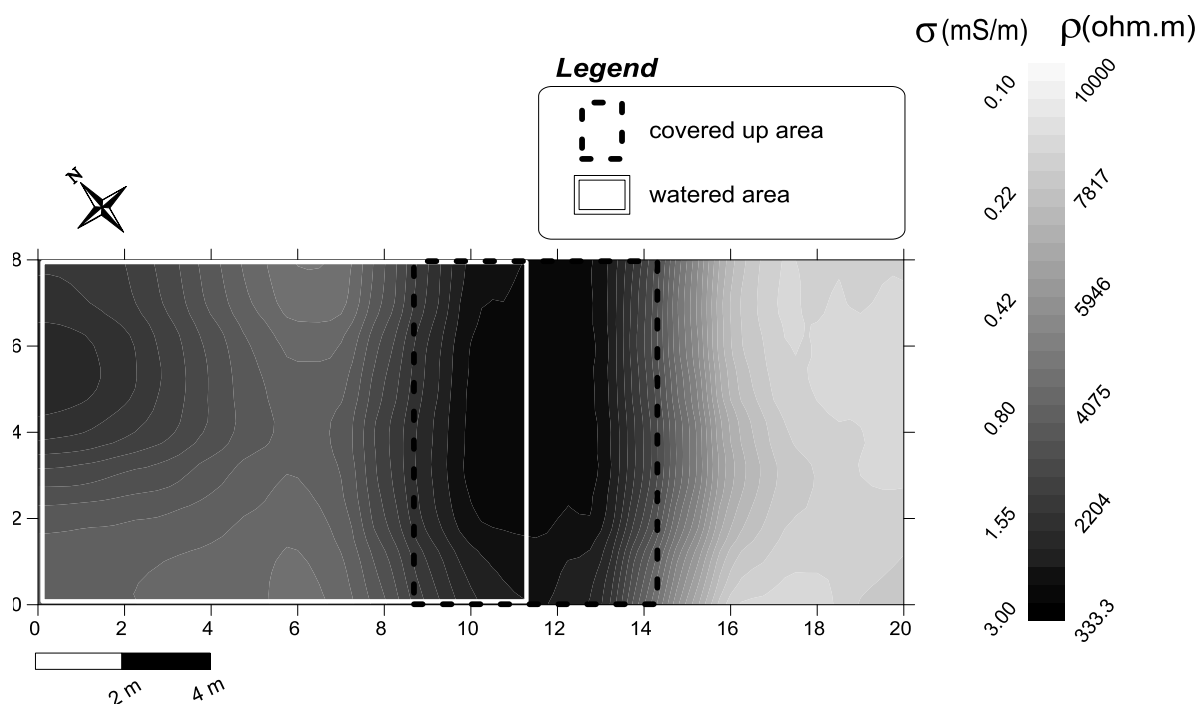 σ (mS/m) ρ(ohm.m)
Legend
covered up area
watered area
N
0.10 10000
0.22 7817
0.42 5946
0.80 4075
1.55 2204
3.00 333.3
8
6
4
2
0
0 2 4 6 8 10 12 14 16 18 20
2 m 4 m